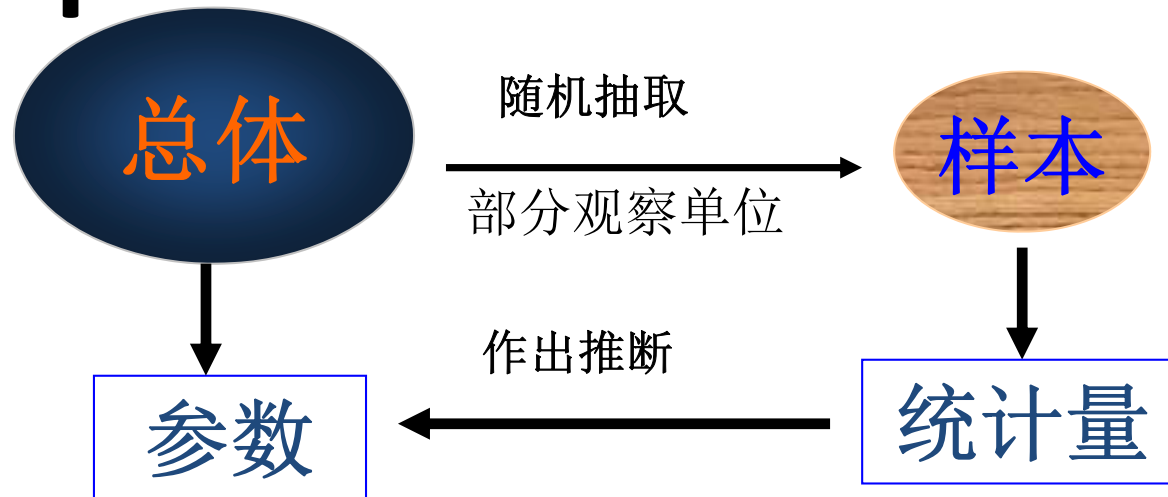 总体
随机抽取
部分观察单位
样本
作出推断
参数
统计量